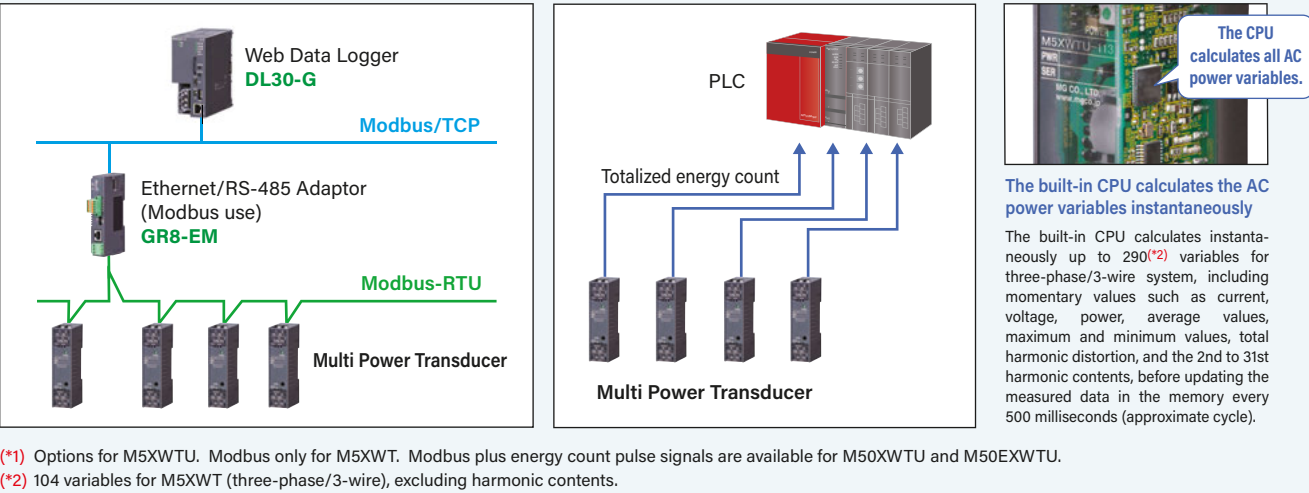 Web Data Logger
DL30-G
Modbus/TCP
Ethernet/RS-485 Adaptor
(Modbus use)
GR8-EM
Modbus-RTU
Multi Power Transducer
PLC
Totalized energy count
Multi Power Transducer
M5XWTU-113
PWR
SER
MG CO., LTD.
www.mgco.jp
The CPU
calculates all AC
power variables.
The built-in CPU calculates the AC
power variables instantaneously
The built-in CPU calculates instanta-
neously up to 290(*2) variables for
three-phase/3-wire system, including
momentary values such as current,
voltage, power, average values,
maximum and minimum values, total
harmonic distortion, and the 2nd to 31st
harmonic contents, before updating the
measured data in the memory every
500 milliseconds (approximate cycle).
(*1) Options for M5XWTU. Modbus only for M5XWT. Modbus plus energy count pulse signals are available for M50XWTU and M50EXWTU.
(*2) 104 variables for M5XWT (three-phase/3-wire), excluding harmonic contents.